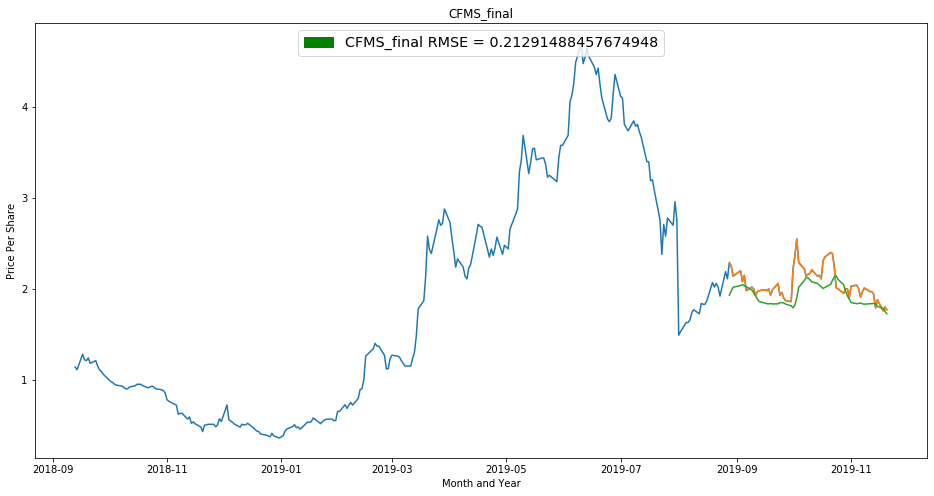 CFMS_final
CFMS_final RMSE = 0.21291488457674948
Price Per Share
4
3
2
1
2018-09 2018-11 2019-01 2019-03 2019-05 2019-07 2019-09 2019-11
Month and Year